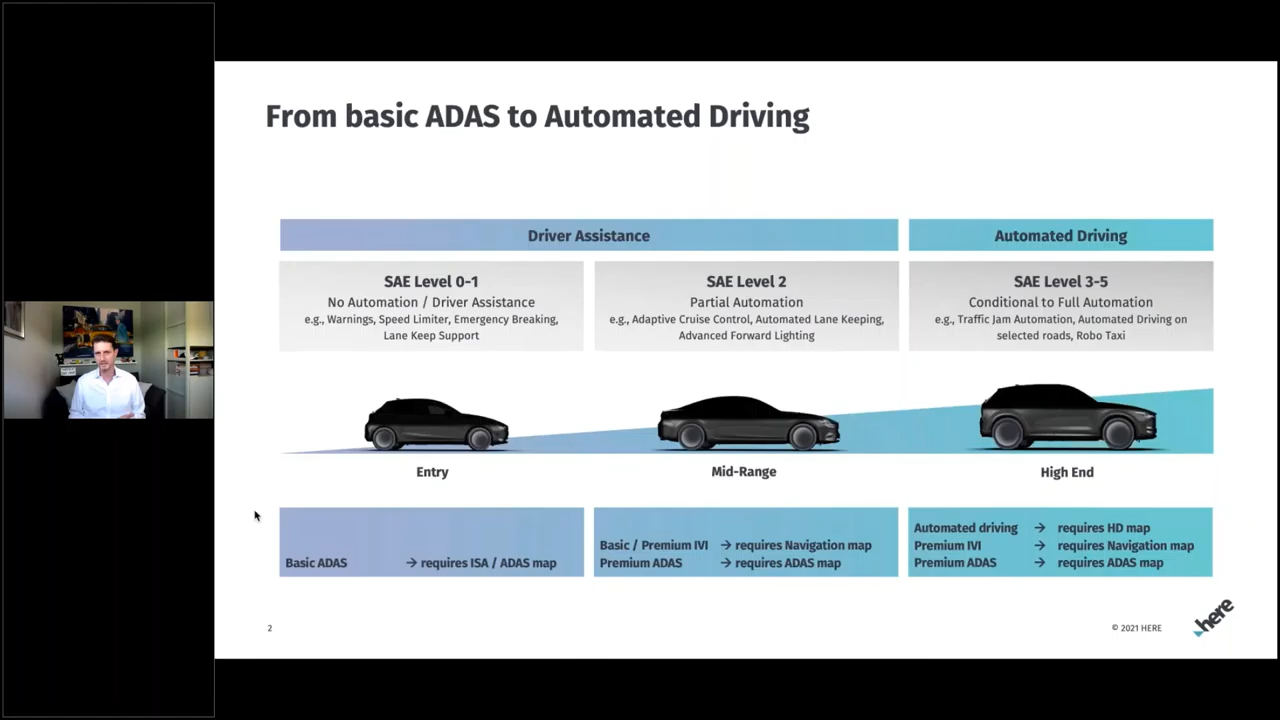 From basic ADAS to Automated Driving
Driver Assistance
Automated Driving
SAE Level 0-1
No Automation / Driver Assistance
e.g., Warnings, Speed Limiter, Emergency Breaking,
Lane Keep Support
SAE Level 2
Partial Automation
e.g., Adaptive Cruise Control, Automated Lane Keeping,
Advanced Forward Lighting
SAE Level 3-5
Conditional to Full Automation
e.g., Traffic Jam Automation, Automated Driving on
selected roads, Robo Taxi
Entry
Mid-Range
High End
Basic ADAS → requires ISA / ADAS map
Basic / Premium IVI → requires Navigation map
Premium ADAS → requires ADAS map
Automated driving → requires HD map
Premium IVI → requires Navigation map
Premium ADAS → requires ADAS map
2
© 2021 HERE
here